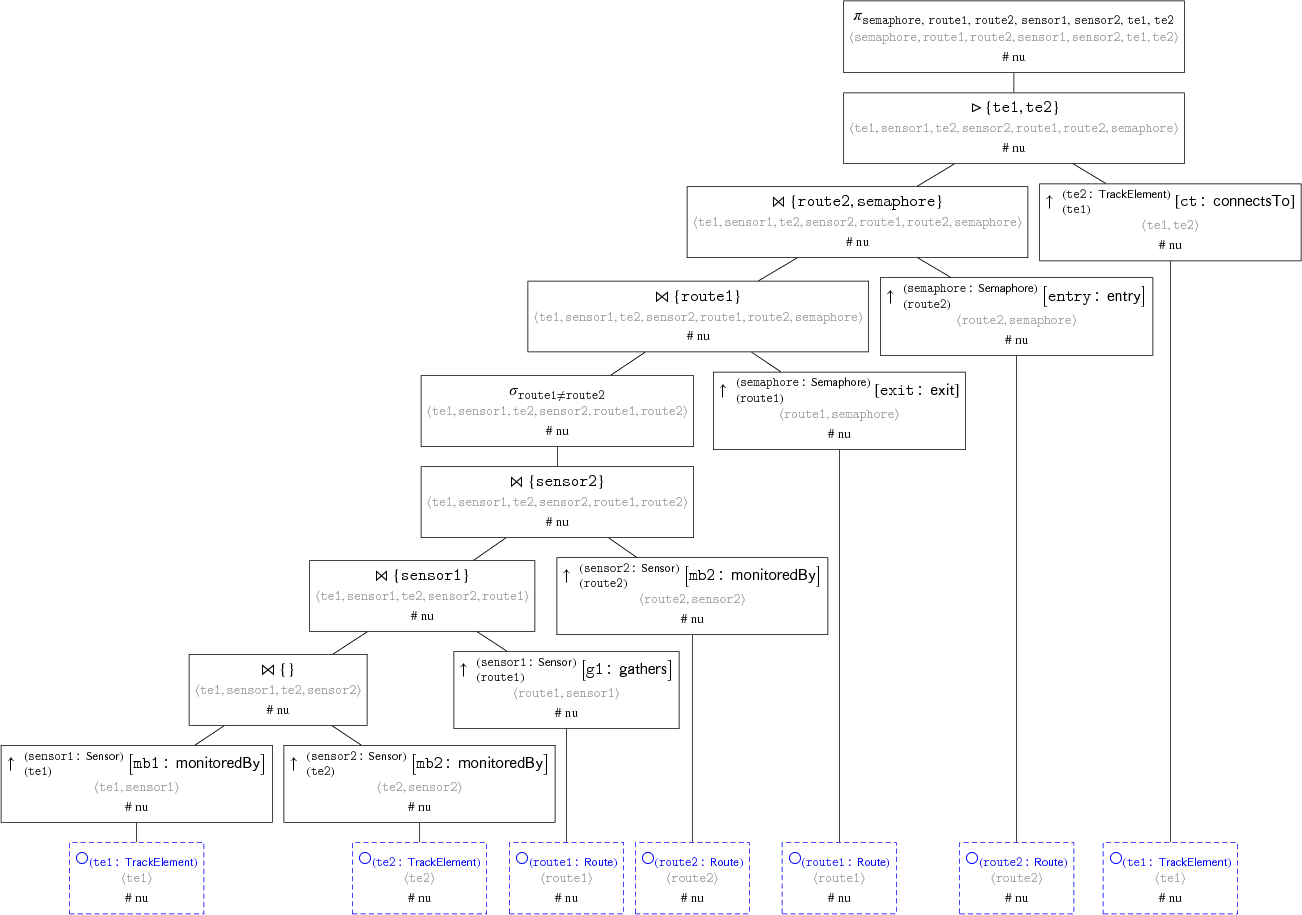 π semaphore, route1, route2, sensor1, sensor2, te1, te2
⟨semaphore, route1, route2, sensor1, sensor2, te1, te2⟩
# nu
▷ {te1, te2}
⟨te1, sensor1, te2, sensor2, route1, route2, semaphore⟩
# nu
⋈ {route2, semaphore}
⟨te1, sensor1, te2, sensor2, route1, route2, semaphore⟩
# nu
↑ (te2: TrackElement) (te1) [ct: connectsTo]
⟨te1, te2⟩
# nu
⋈ {route1}
⟨te1, sensor1, te2, sensor2, route1, route2, semaphore⟩
# nu
↑ (semaphore: Semaphore) (route2) [entry: entry]
⟨route2, semaphore⟩
# nu
σ route1≠route2
⟨te1, sensor1, te2, sensor2, route1, route2⟩
# nu
↑ (semaphore: Semaphore) (route1) [exit: exit]
⟨route1, semaphore⟩
# nu
⋈ {sensor2}
⟨te1, sensor1, te2, sensor2, route1, route2⟩
# nu
⋈ {sensor1}
⟨te1, sensor1, te2, sensor2, route1⟩
# nu
↑ (sensor2: Sensor) (route2) [mb2: monitoredBy]
⟨route2, sensor2⟩
# nu
⋈ {}
⟨te1, sensor1, te2, sensor2⟩
# nu
↑ (sensor1: Sensor) (route1) [g1: gathers]
⟨route1, sensor1⟩
# nu
↑ (sensor1: Sensor) (te1) [mb1: monitoredBy]
⟨te1, sensor1⟩
# nu
↑ (sensor2: Sensor) (te2) [mb2: monitoredBy]
⟨te2, sensor2⟩
# nu
○(te1: TrackElement)
⟨te1⟩
# nu
○(te2: TrackElement)
⟨te2⟩
# nu
○(route1: Route)
⟨route1⟩
# nu
○(route2: Route)
⟨route2⟩
# nu
○(route1: Route)
⟨route1⟩
# nu
○(route2: Route)
⟨route2⟩
# nu
○(te1: TrackElement)
⟨te1⟩
# nu